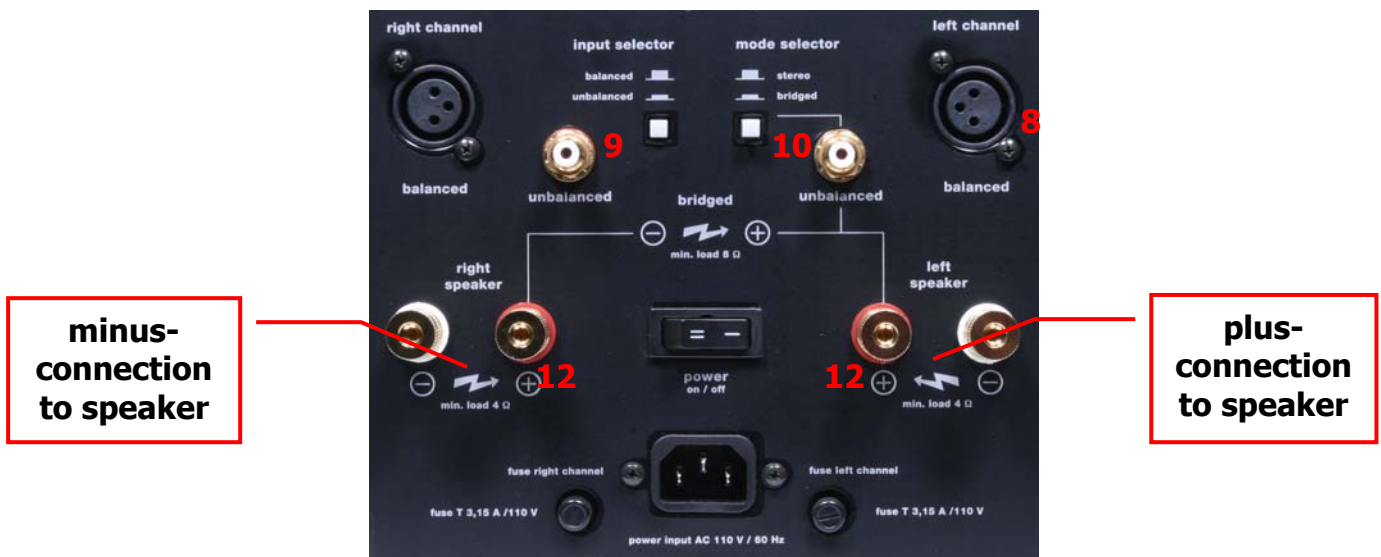 right channel
left channel
input selector
mode selector
balanced
stereo
unbalanced
bridged
8
9
10
balanced
unbalanced
bridged
unbalanced
balanced
− +
min. load 8 Ω
right
speaker
left
speaker
minus-
connection
to speaker
plus-
connection
to speaker
= −
− + 12
min. load 4 Ω
power
on / off
12 + −
min. load 4 Ω
fuse right channel
fuse left channel
fuse T 3,15 A /110 V
fuse T 3,15 A /110 V
power input AC 110 V / 60 Hz